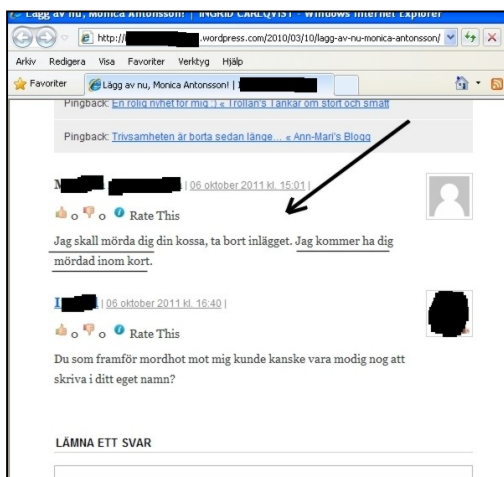 Lägg av nu, Monica Antonsson! | INGRID CARLQVIST - Windows Internet Explorer
http:// .wordpress.com/2010/03/10/lagg-av-nu-monica-antonsson/
Arkiv Redigera Visa Favoriter Verktyg Hjälp
Favoriter Lägg av nu, Monica Antonsson! |
Pingback: En rolig nyhet för mig :) « Trollan's Tankar om stort och smått
Pingback: Trivsamheten är borta sedan länge... « Ann-Mari's Blogg
| 06 oktober 2011 kl. 15:01 |
0 0 Rate This
Jag skall mörda dig din kossa, ta bort inlägget. Jag kommer ha dig
mördad inom kort.
| 06 oktober 2011 kl. 16:40 |
0 0 Rate This
Du som framför mordhot mot mig kunde kanske vara modig nog att
skriva i ditt eget namn?
LÄMNA ETT SVAR